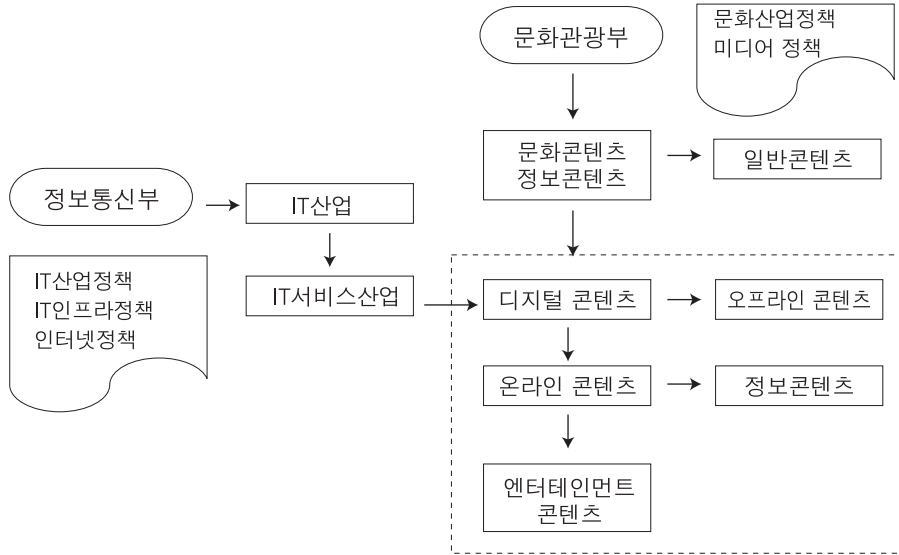 문화관광부
문화산업정책
미디어 정책
문화콘텐츠
정보콘텐츠
일반콘텐츠
정보통신부
IT산업
IT산업정책
IT인프라정책
인터넷정책
IT서비스산업
디지털 콘텐츠
오프라인 콘텐츠
온라인 콘텐츠
정보콘텐츠
엔터테인먼트
콘텐츠